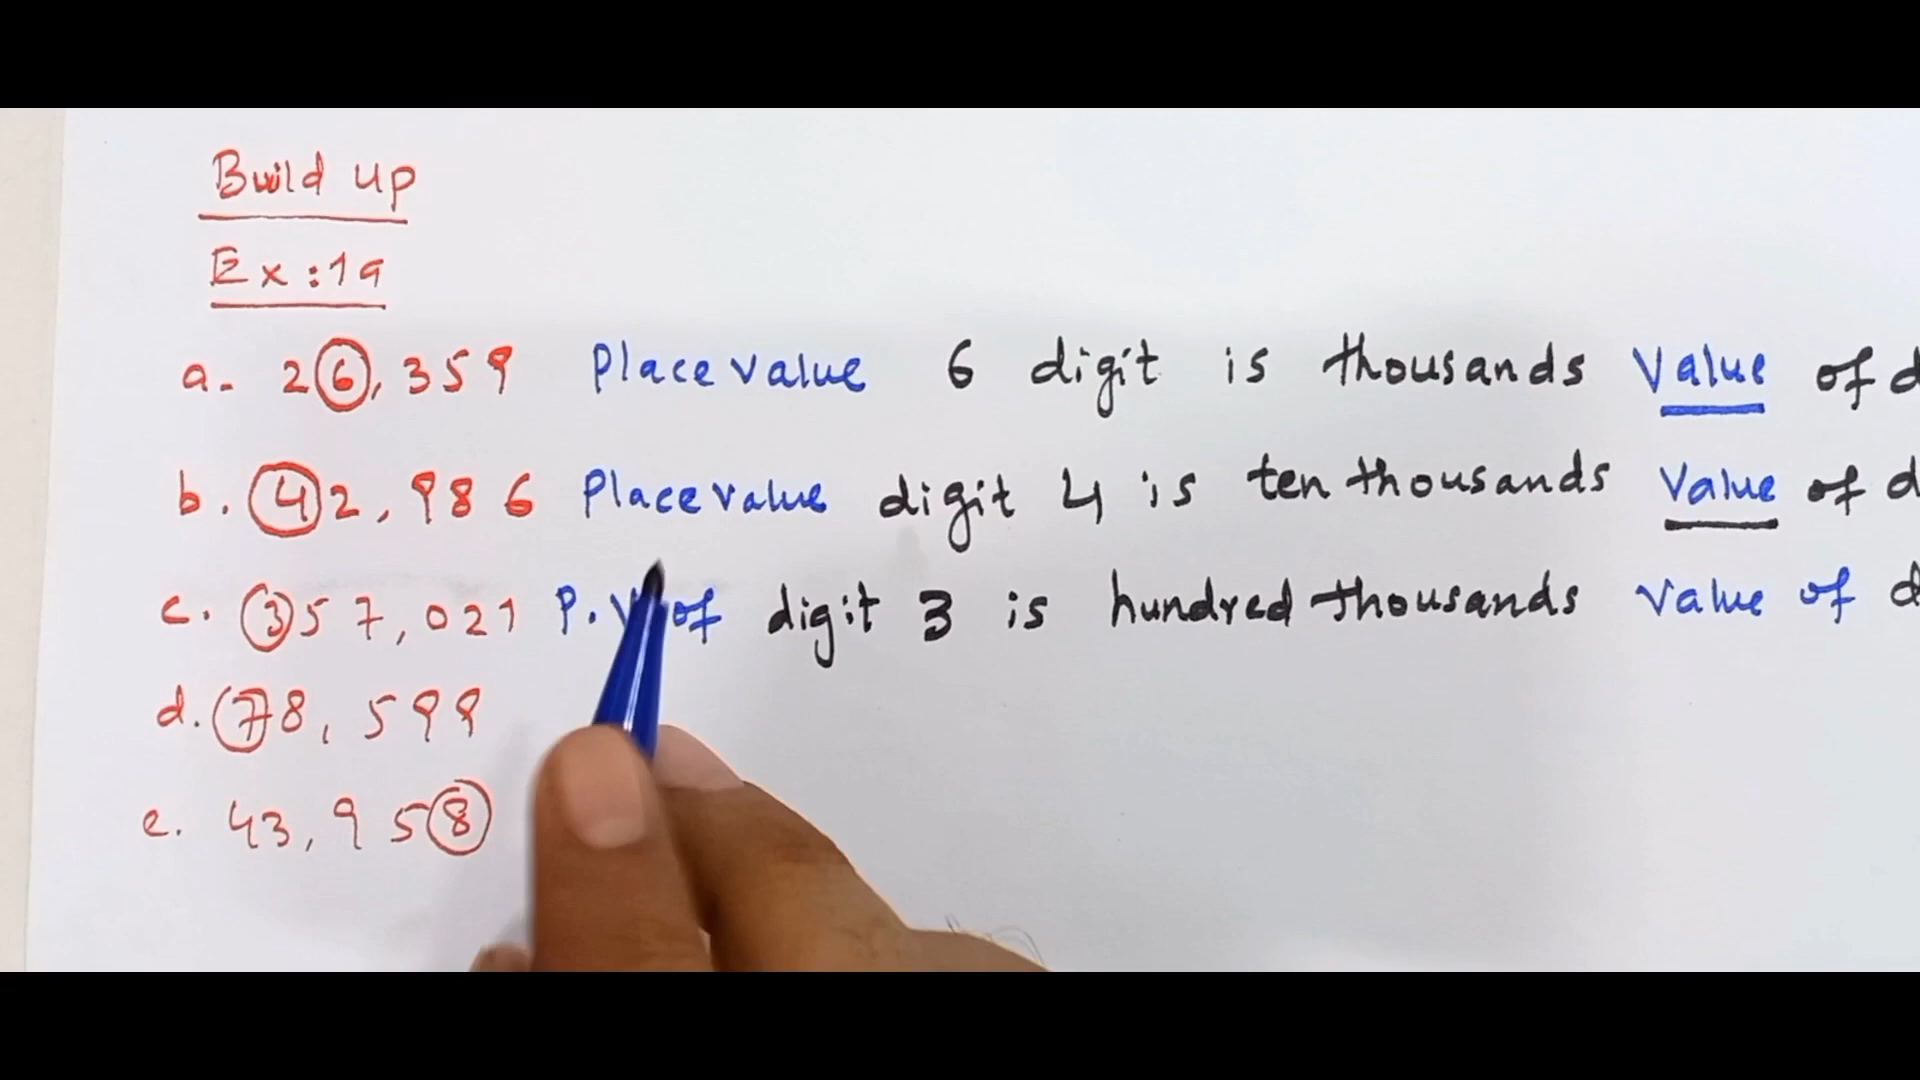 Build up
Ex:1a
a. 26,359 Place value 6 digit is thousands Value of d
b. 42,986 Place value digit 4 is ten thousands Value of d
c. 357,021 P.V of digit 3 is hundred thousands Value of d
d. 78,599
e. 43,958